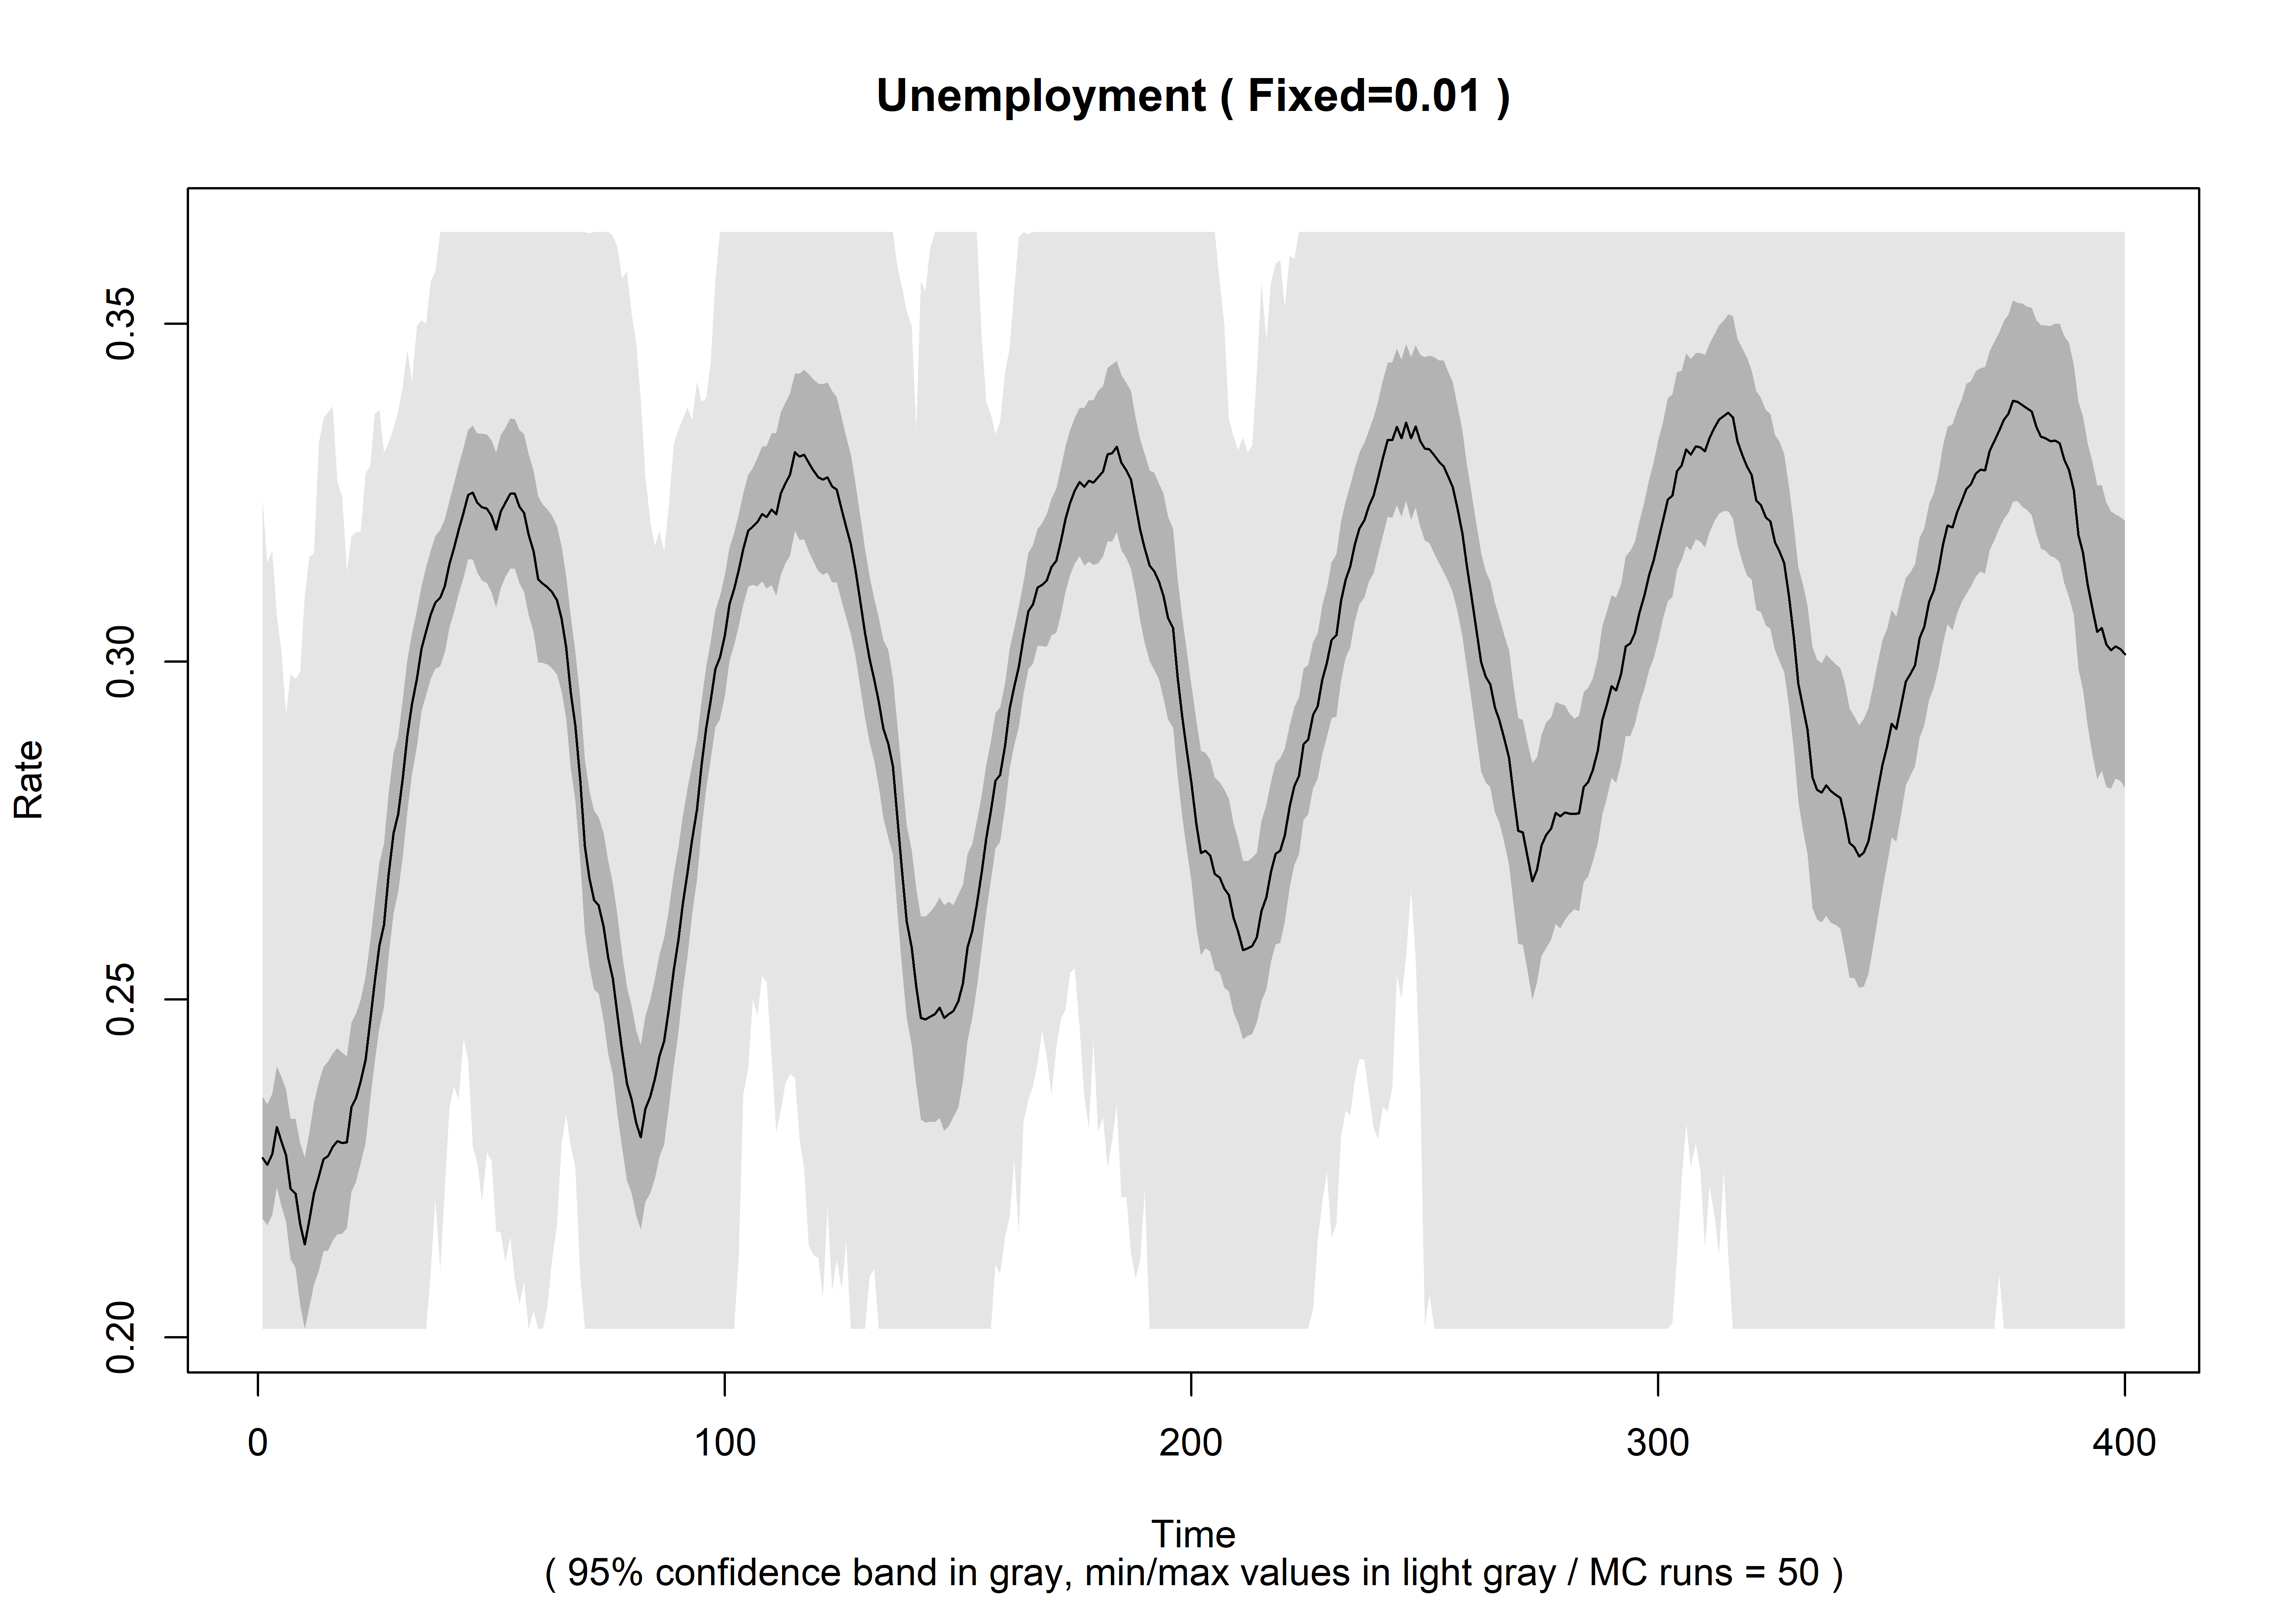 Unemployment ( Fixed=0.01 )
0.35
0.30
0.25
0.20
Rate
0 100 200 300 400
Time
( 95% confidence band in gray, min/max values in light gray / MC runs = 50 )